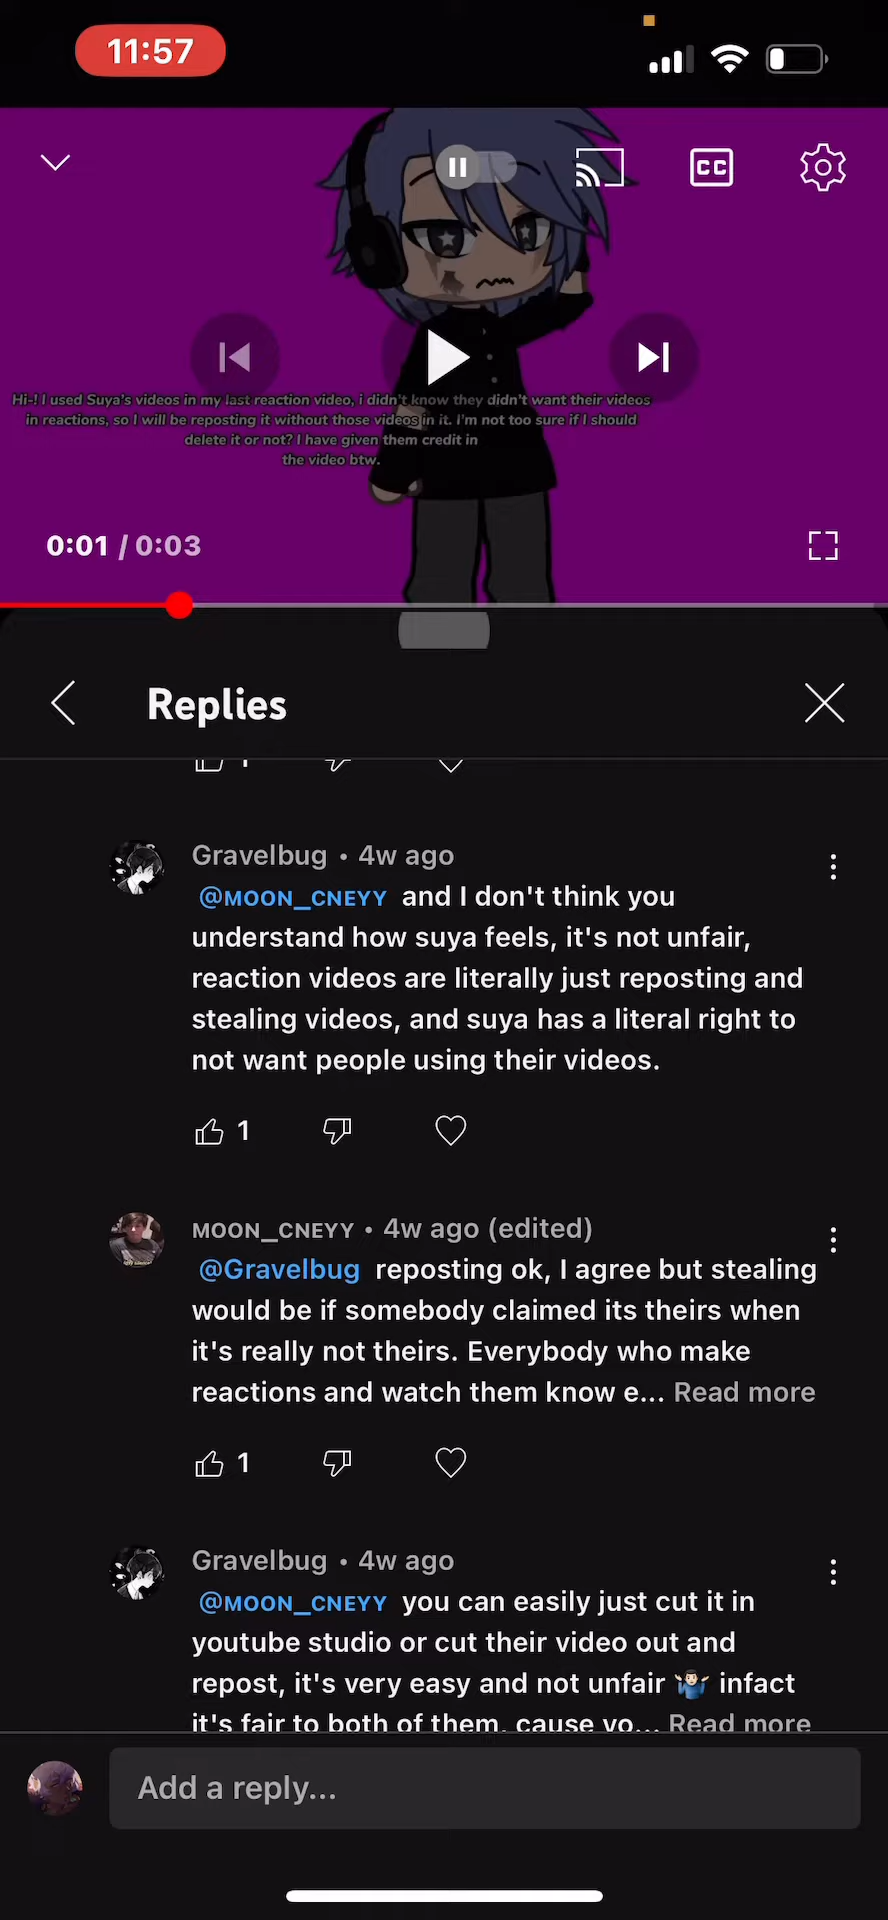 11:57
CC
Hi-! I used Suya's videos in my last reaction video, i didn't know they didn't want their videos
in reactions, so I will be reposting it without those videos in it. I'm not too sure if I should
delete it or not? I have given them credit in
the video btw.
0:01 / 0:03
Replies
1
Gravelbug • 4w ago
@MOON_CNEYY and I don't think you
understand how suya feels, it's not unfair,
reaction videos are literally just reposting and
stealing videos, and suya has a literal right to
not want people using their videos.
1
MOON_CNEYY • 4w ago (edited)
@Gravelbug reposting ok, I agree but stealing
would be if somebody claimed its theirs when
it's really not theirs. Everybody who make
reactions and watch them know e... Read more
1
Gravelbug • 4w ago
@MOON_CNEYY you can easily just cut it in
youtube studio or cut their video out and
repost, it's very easy and not unfair 🤷🏻‍♂️ infact
it's fair to both of them, cause yo... Read more
Add a reply...